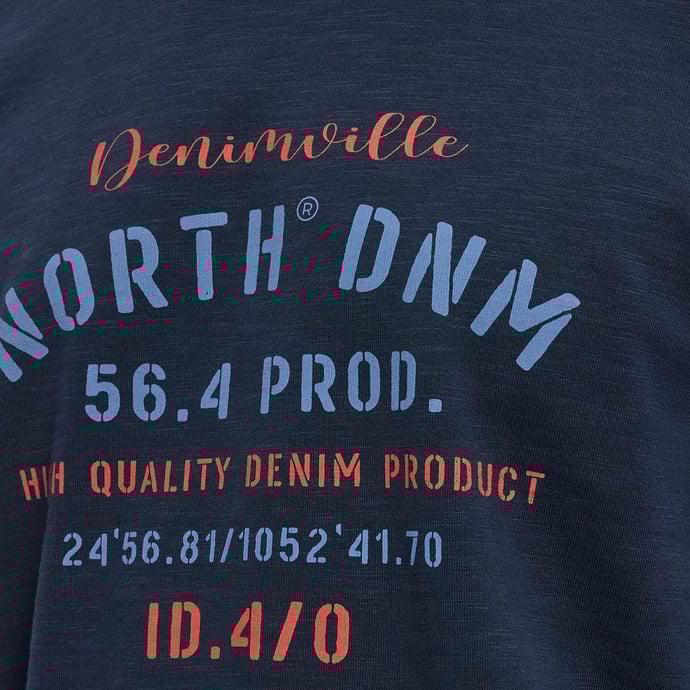 Denimville
NORTH® DNM
56.4 PROD.
HIGH QUALITY DENIM PRODUCT
24'56.81/1052'41.70
ID.4/0